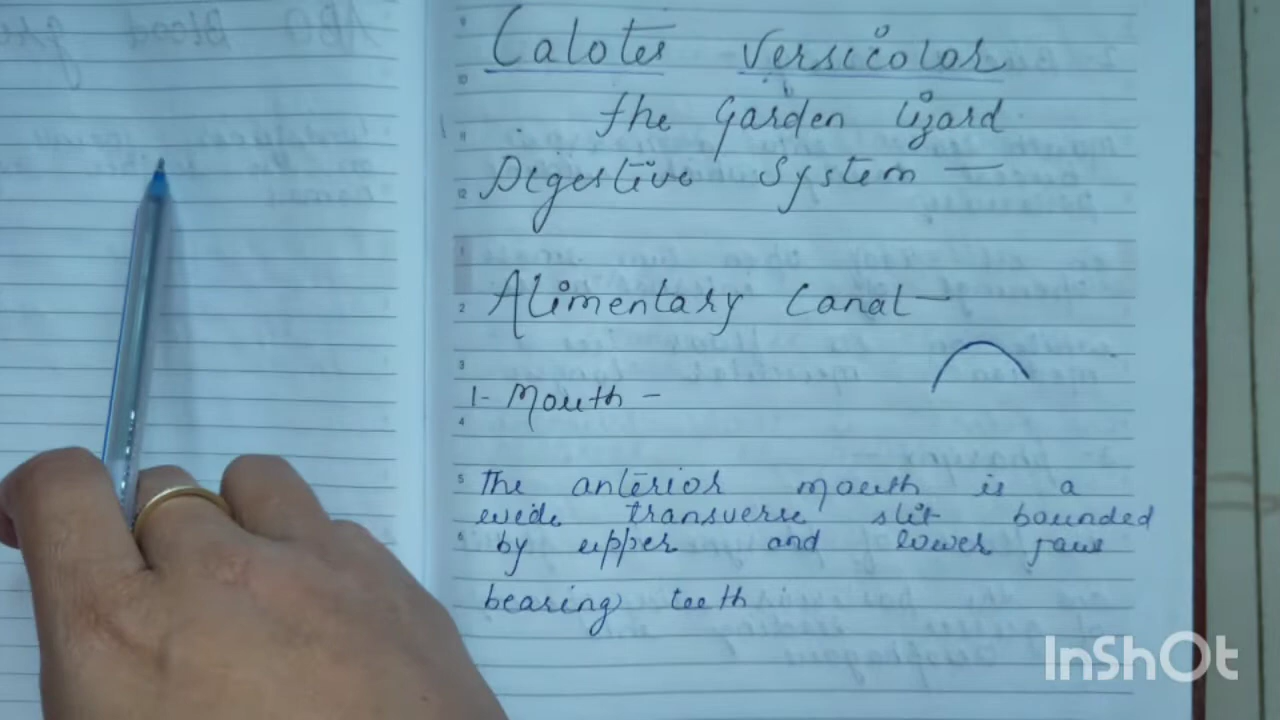 Calotes versicolor
the Garden lizard
Digestive System —
Alimentary Canal —
1- Mouth -
The anterior mouth is a
wide transverse slit bounded
by upper and lower jaws
bearing teeth
InShOt